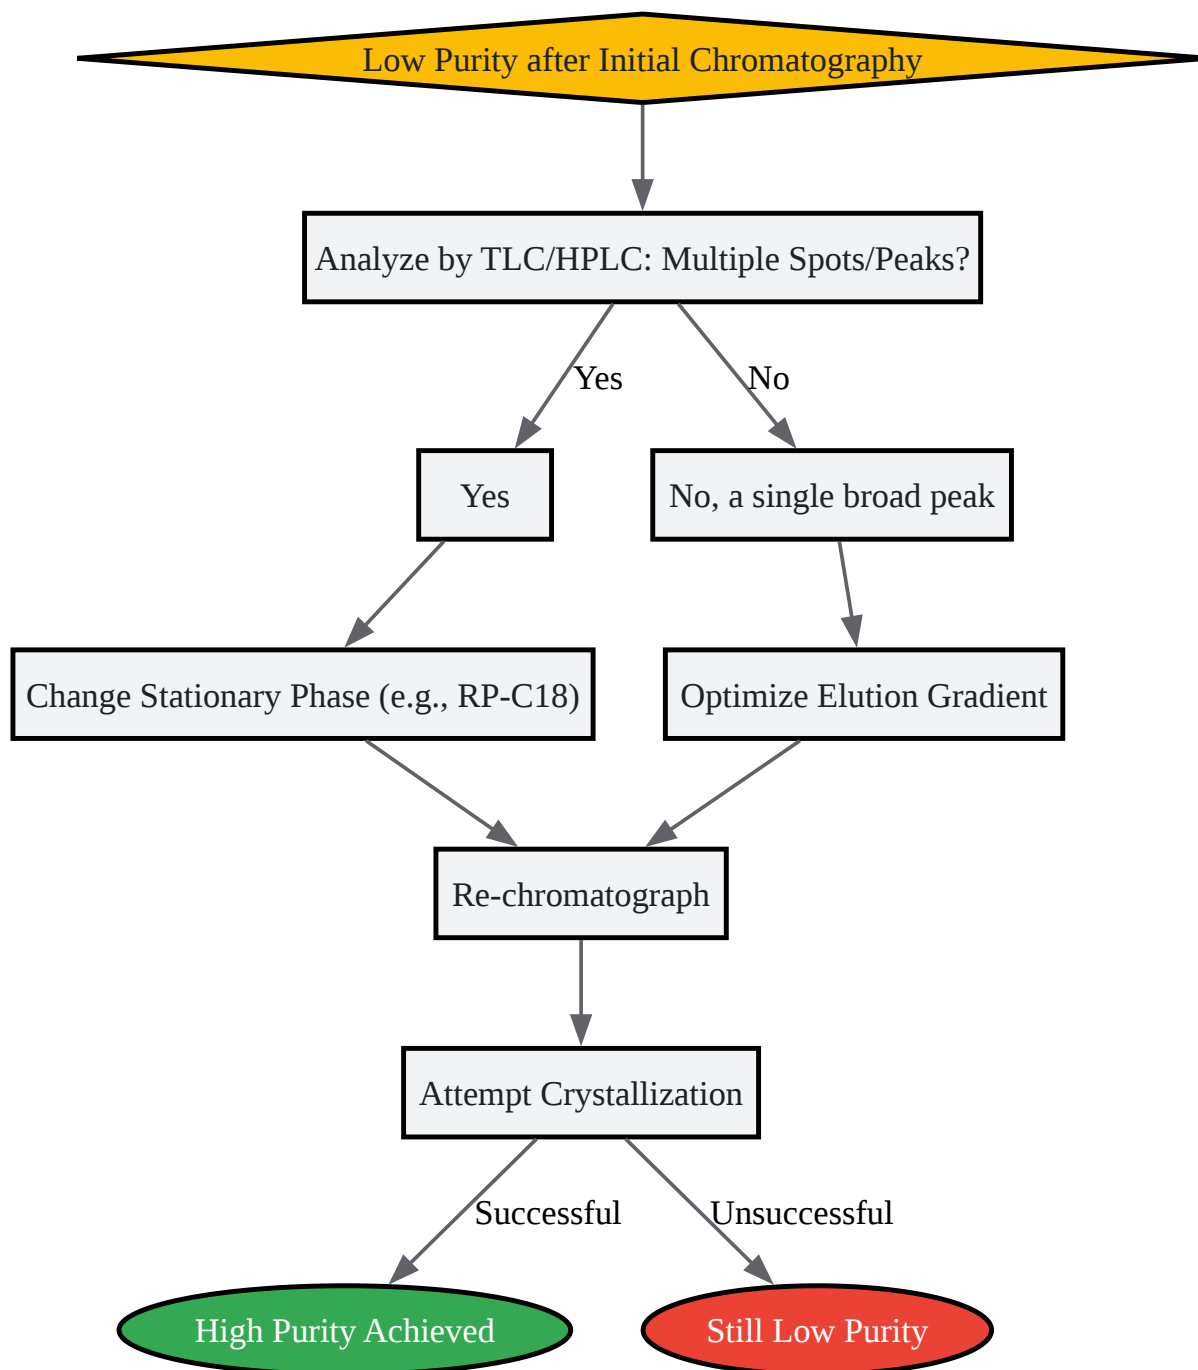 Low Purity after Initial Chromatography
Analyze by TLC/HPLC: Multiple Spots/Peaks?
Yes
No
Yes
No, a single broad peak
Change Stationary Phase (e.g., RP-C18)
Optimize Elution Gradient
Re-chromatograph
Attempt Crystallization
Successful
Unsuccessful
High Purity Achieved
Still Low Purity